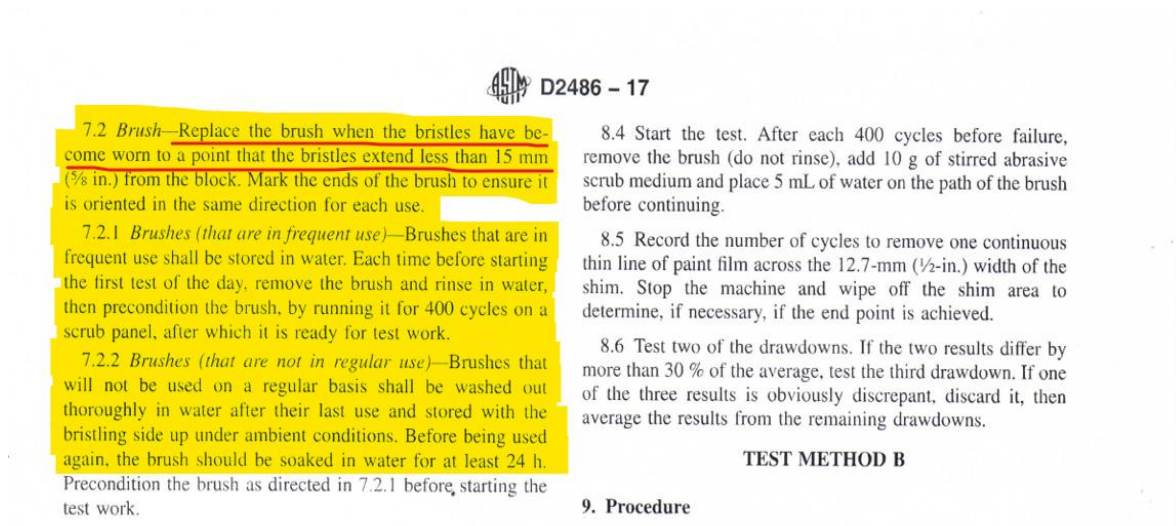 ASTM D2486 – 17
7.2 Brush—Replace the brush when the bristles have be-
come worn to a point that the bristles extend less than 15 mm
(5⁄8 in.) from the block. Mark the ends of the brush to ensure it
is oriented in the same direction for each use.
7.2.1 Brushes (that are in frequent use)—Brushes that are in
frequent use shall be stored in water. Each time before starting
the first test of the day, remove the brush and rinse in water,
then precondition the brush, by running it for 400 cycles on a
scrub panel, after which it is ready for test work.
7.2.2 Brushes (that are not in regular use)—Brushes that
will not be used on a regular basis shall be washed out
thoroughly in water after their last use and stored with the
bristling side up under ambient conditions. Before being used
again, the brush should be soaked in water for at least 24 h.
Precondition the brush as directed in 7.2.1 before starting the
test work.
8.4 Start the test. After each 400 cycles before failure,
remove the brush (do not rinse), add 10 g of stirred abrasive
scrub medium and place 5 mL of water on the path of the brush
before continuing.
8.5 Record the number of cycles to remove one continuous
thin line of paint film across the 12.7-mm (1⁄2-in.) width of the
shim. Stop the machine and wipe off the shim area to
determine, if necessary, if the end point is achieved.
8.6 Test two of the drawdowns. If the two results differ by
more than 30 % of the average, test the third drawdown. If one
of the three results is obviously discrepant, discard it, then
average the results from the remaining drawdowns.
TEST METHOD B
9. Procedure